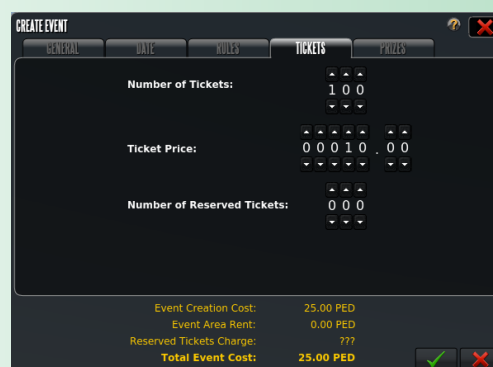 CREATE EVENT
GENERAL DATE RULES TICKETS PRIZES
Number of Tickets: 100
Ticket Price: 00010.00
Number of Reserved Tickets: 000
Event Creation Cost: 25.00 PED
Event Area Rent: 0.00 PED
Reserved Tickets Charge: ???
Total Event Cost: 25.00 PED